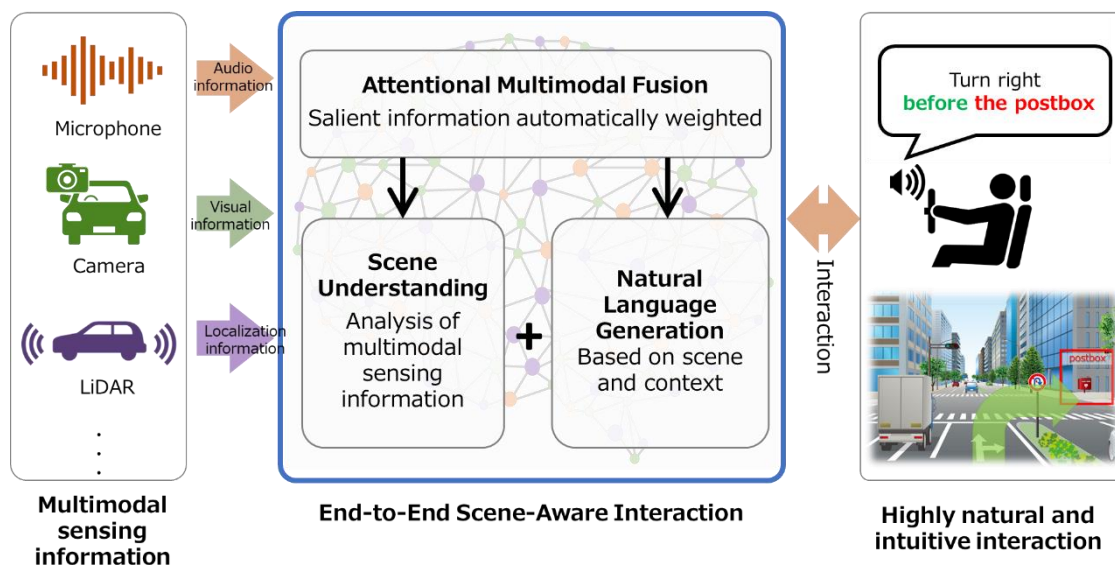 Microphone
Camera
LiDAR
.
.
.
Multimodal
sensing
information
Audio
information
Visual
information
Localization
information
Attentional Multimodal Fusion
Salient information automatically weighted
Scene
Understanding
Analysis of
multimodal
sensing
information
+
Natural
Language
Generation
Based on scene
and context
End-to-End Scene-Aware Interaction
Interaction
Turn right
before the postbox
postbox
Highly natural and
intuitive interaction